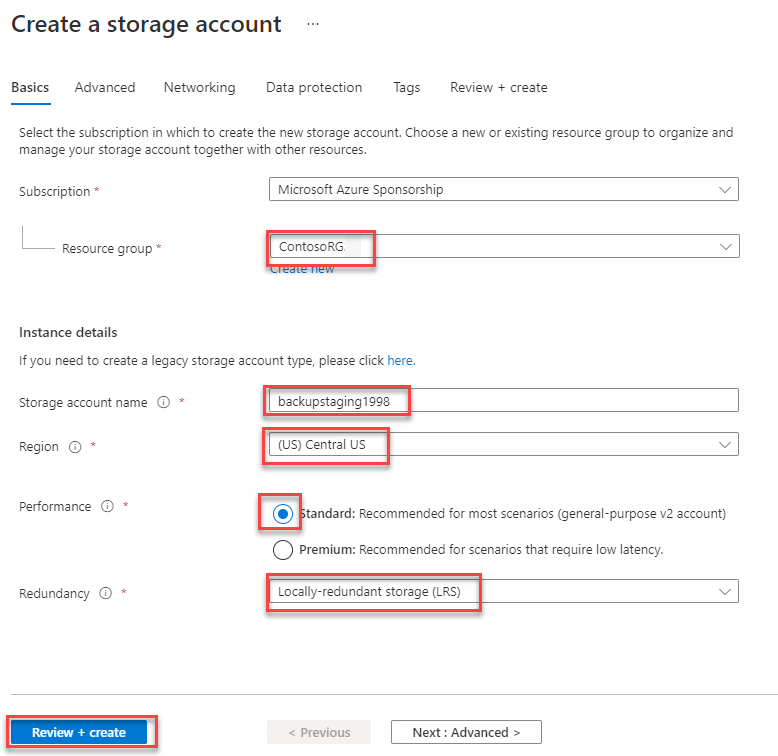 Create a storage account ...
Basics Advanced Networking Data protection Tags Review + create
Select the subscription in which to create the new storage account. Choose a new or existing resource group to organize and
manage your storage account together with other resources.
Subscription * Microsoft Azure Sponsorship
Resource group * ContosoRG
Create new
Instance details
If you need to create a legacy storage account type, please click here.
Storage account name * backupstaging1998
Region * (US) Central US
Performance * Standard: Recommended for most scenarios (general-purpose v2 account)
Premium: Recommended for scenarios that require low latency.
Redundancy * Locally-redundant storage (LRS)
Review + create < Previous Next : Advanced >